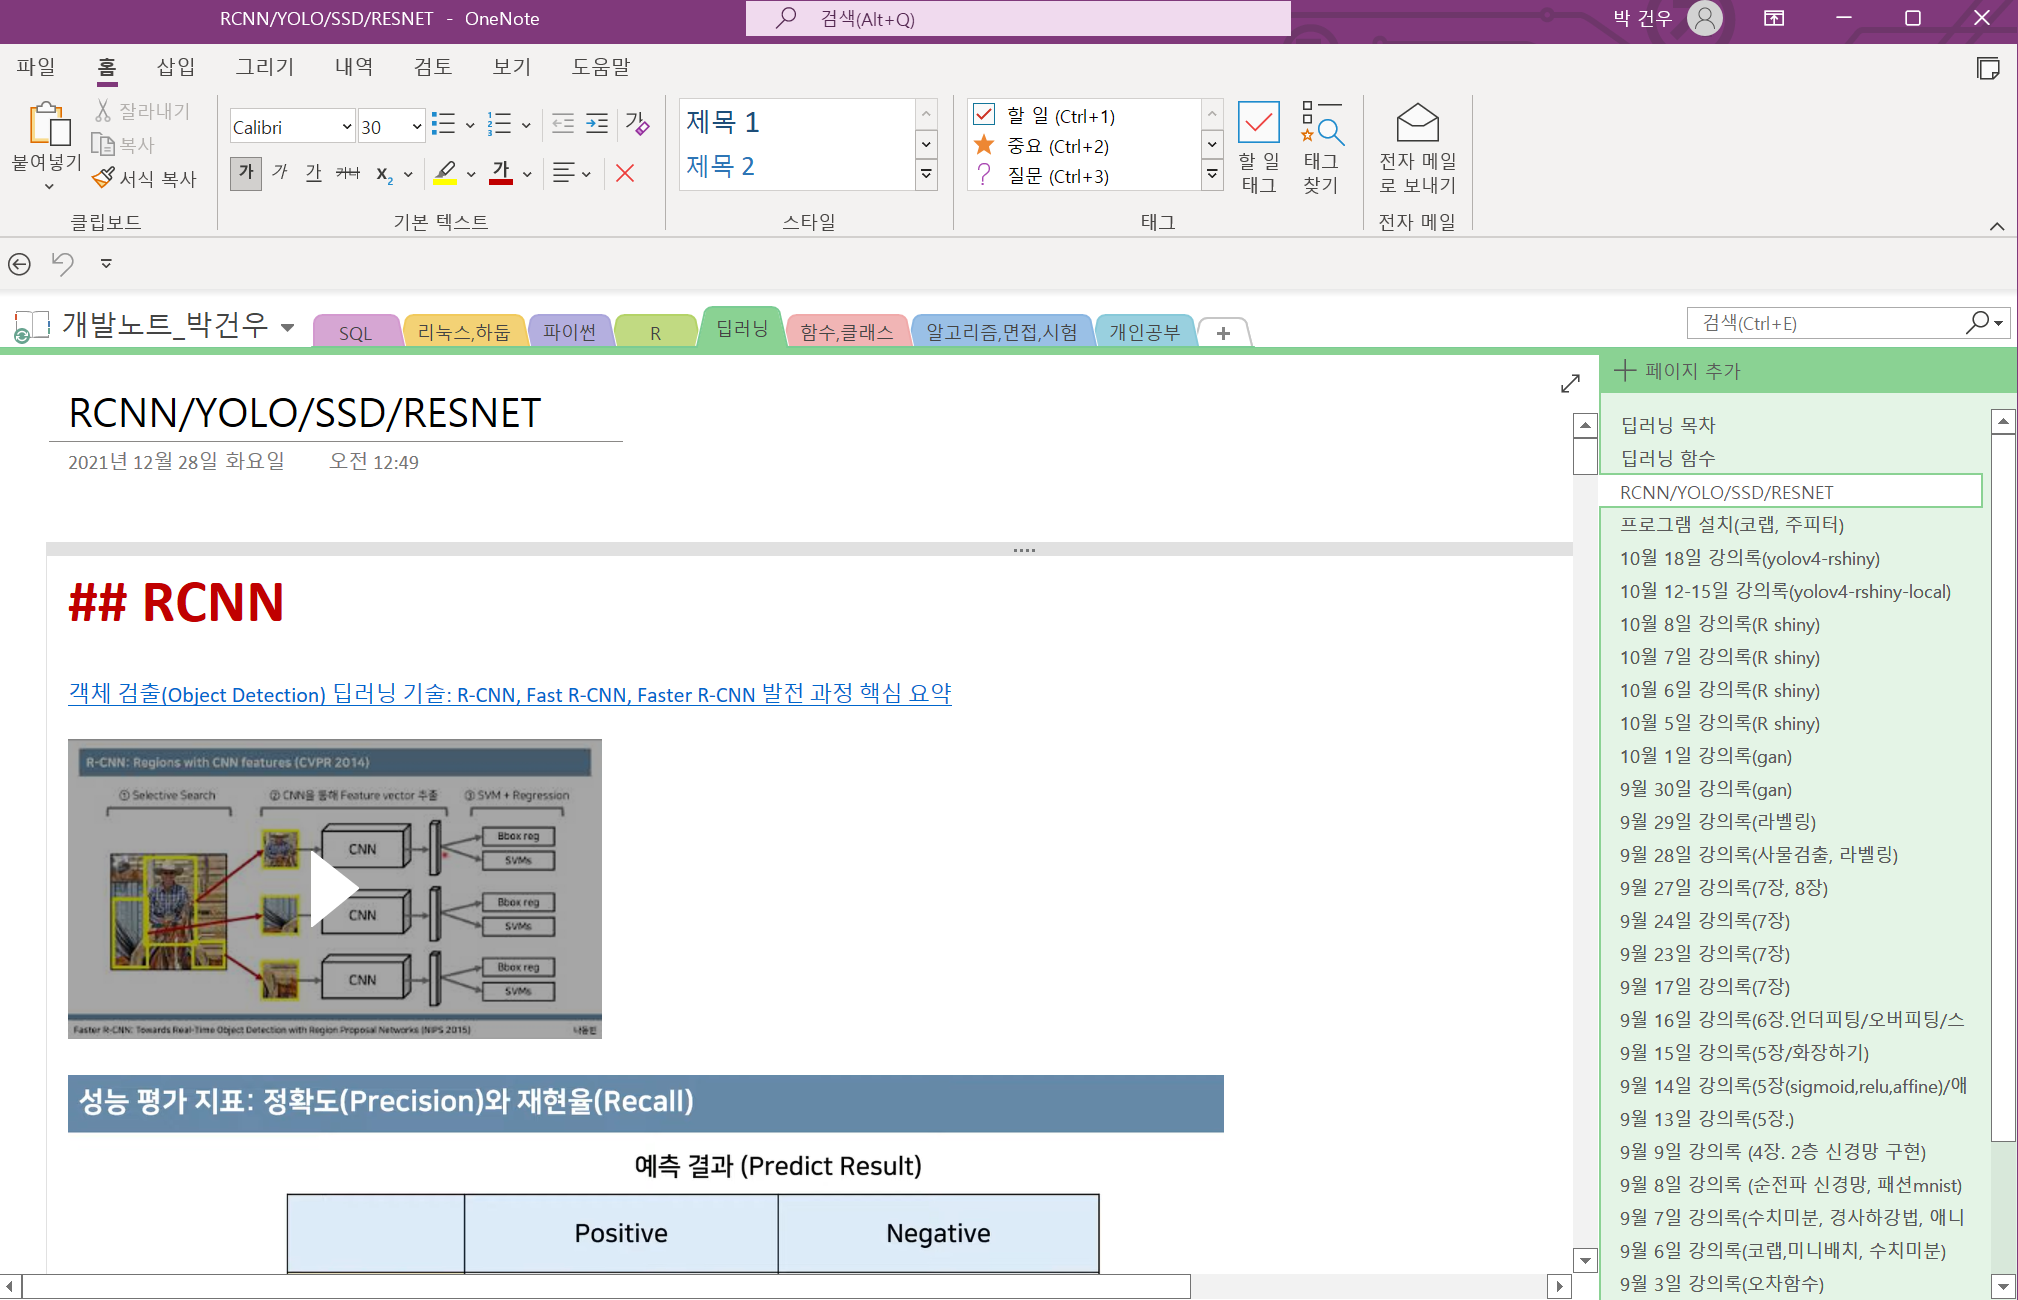 RCNN/YOLO/SSD/RESNET - OneNote
검색(Alt+Q)
박 건우
파일 홈 삽입 그리기 내역 검토 보기 도움말
붙여넣기
잘라내기
복사
서식 복사
클립보드
Calibri 30
가 가 가 가나 x₂ 가
기본 텍스트
제목 1
제목 2
스타일
할 일 (Ctrl+1)
중요 (Ctrl+2)
질문 (Ctrl+3)
할 일
태그
태그
찾기
태그
전자 메일
로 보내기
전자 메일
개발노트_박건우
SQL 리눅스,하둡 파이썬 R 딥러닝 함수,클래스 알고리즘,면접,시험 개인공부 +
검색(Ctrl+E)
RCNN/YOLO/SSD/RESNET
2021년 12월 28일 화요일 오전 12:49
## RCNN
객체 검출(Object Detection) 딥러닝 기술: R-CNN, Fast R-CNN, Faster R-CNN 발전 과정 핵심 요약
R-CNN: Regions with CNN features (CVPR 2014)
① Selective Search ② CNN을 통해 Feature vector 추출 ③ SVM + Regression
CNN
Bbox reg
SVMs
CNN
Bbox reg
SVMs
CNN
Bbox reg
SVMs
Faster R-CNN: Towards Real-Time Object Detection with Region Proposal Networks (NIPS 2015) 나동빈
성능 평가 지표: 정확도(Precision)와 재현율(Recall)
예측 결과 (Predict Result)
Positive Negative
페이지 추가
딥러닝 목차
딥러닝 함수
RCNN/YOLO/SSD/RESNET
프로그램 설치(코랩, 주피터)
10월 18일 강의록(yolov4-rshiny)
10월 12-15일 강의록(yolov4-rshiny-local)
10월 8일 강의록(R shiny)
10월 7일 강의록(R shiny)
10월 6일 강의록(R shiny)
10월 5일 강의록(R shiny)
10월 1일 강의록(gan)
9월 30일 강의록(gan)
9월 29일 강의록(라벨링)
9월 28일 강의록(사물검출, 라벨링)
9월 27일 강의록(7장, 8장)
9월 24일 강의록(7장)
9월 23일 강의록(7장)
9월 17일 강의록(7장)
9월 16일 강의록(6장.언더피팅/오버피팅/스
9월 15일 강의록(5장/화장하기)
9월 14일 강의록(5장(sigmoid,relu,affine)/애
9월 13일 강의록(5장.)
9월 9일 강의록 (4장. 2층 신경망 구현)
9월 8일 강의록 (순전파 신경망, 패션mnist)
9월 7일 강의록(수치미분, 경사하강법, 애니
9월 6일 강의록(코랩,미니배치, 수치미분)
9월 3일 강의록(오차함수)